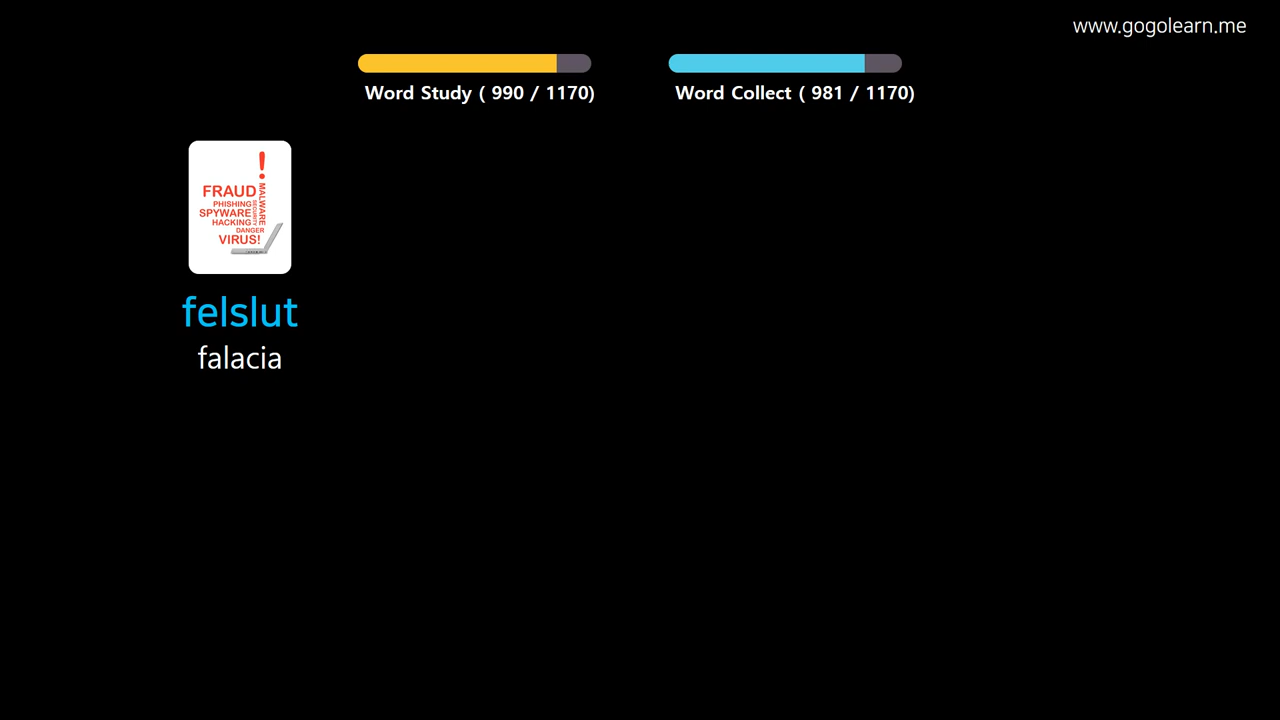 www.gogolearn.me
Word Study ( 990 / 1170)
Word Collect ( 981 / 1170)
!
FRAUD
PHISHING
SPYWARE
HACKING
DANGER
VIRUS!
MALWARE
SECURITY
felslut
falacia